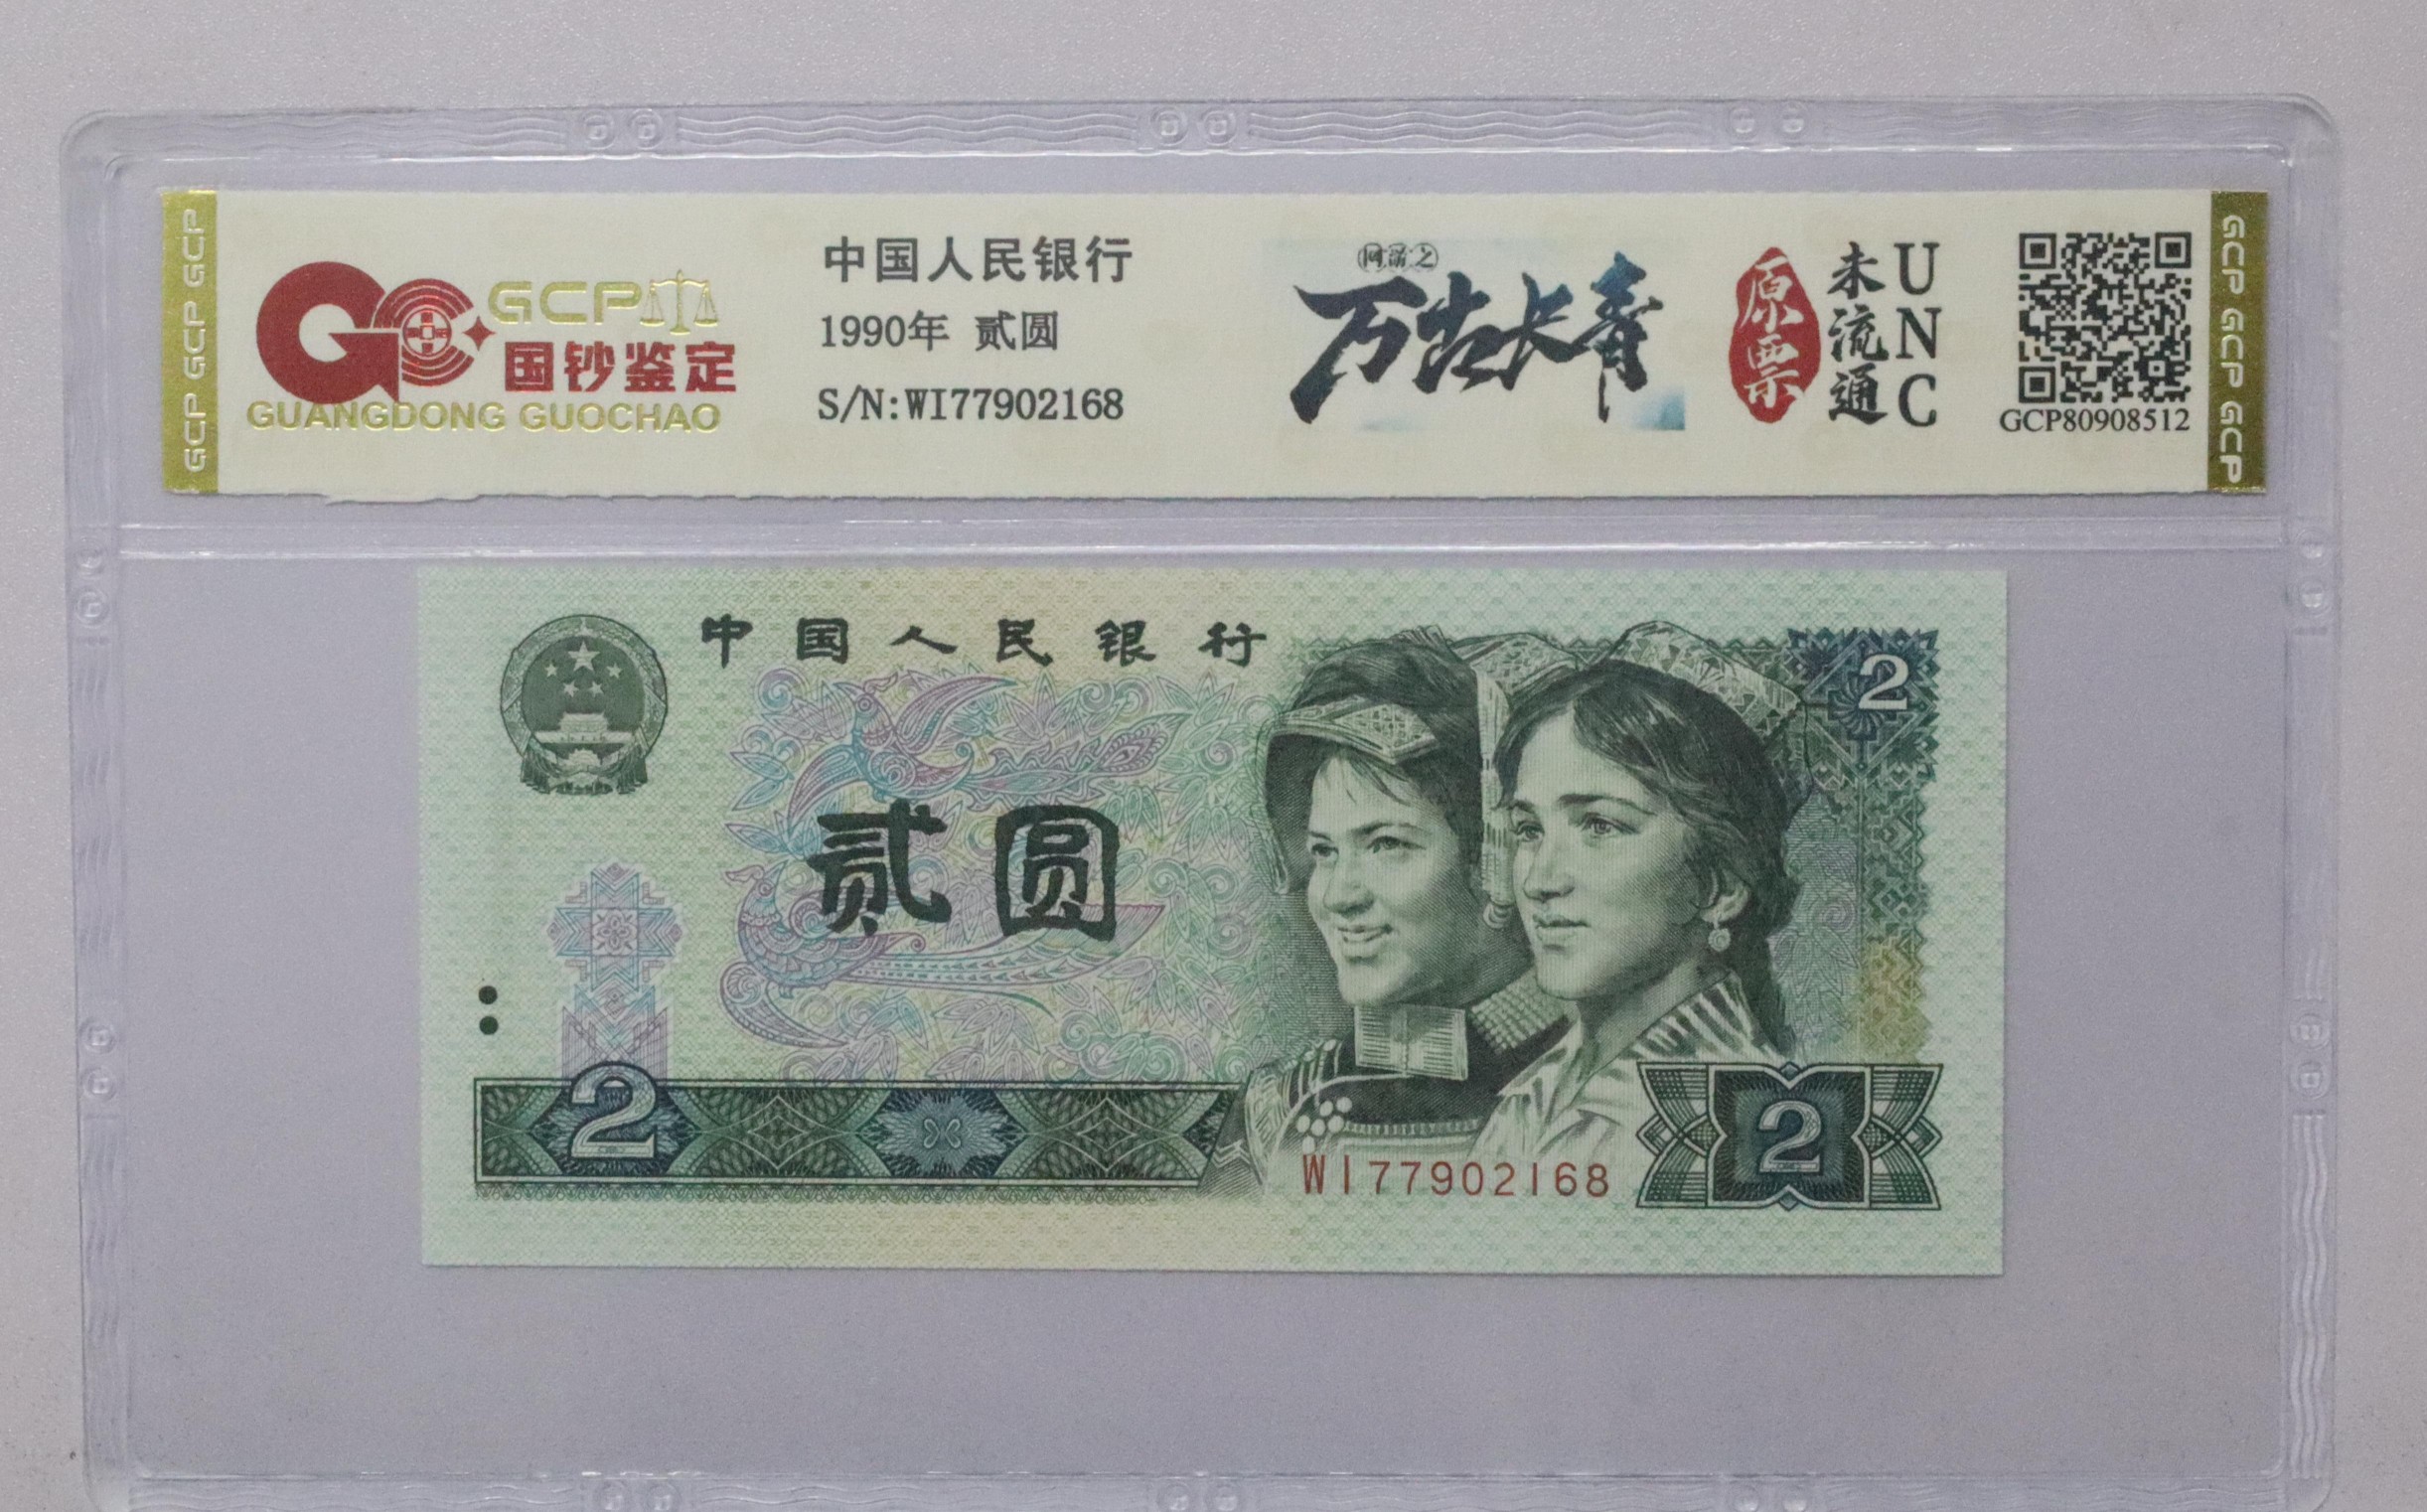 GCP GCP GCP
GCP
国钞鉴定
GUANGDONG GUOCHAO
中国人民银行
1990年 贰圆
S/N:WI77902168
万古长青
原票
未流通
UNC
GCP80908512
GCP GCP GCP
中国人民银行
2
贰圆
2
WI77902168
2